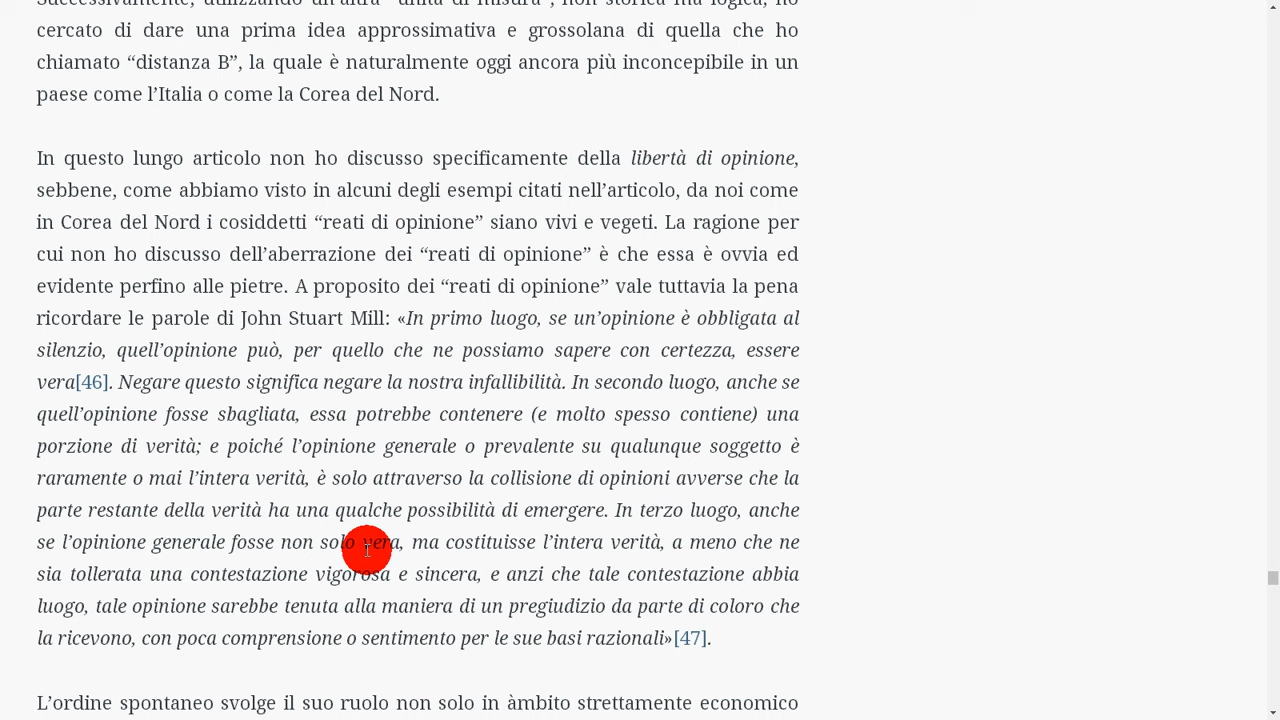 Successivamente, utilizzando un'altra "unità di misura", non storica ma logica, ho
cercato di dare una prima idea approssimativa e grossolana di quella che ho
chiamato “distanza B”, la quale è naturalmente oggi ancora più inconcepibile in un
paese come l’Italia o come la Corea del Nord.
In questo lungo articolo non ho discusso specificamente della libertà di opinione,
sebbene, come abbiamo visto in alcuni degli esempi citati nell’articolo, da noi come
in Corea del Nord i cosiddetti “reati di opinione” siano vivi e vegeti. La ragione per
cui non ho discusso dell’aberrazione dei “reati di opinione” è che essa è ovvia ed
evidente perfino alle pietre. A proposito dei “reati di opinione” vale tuttavia la pena
ricordare le parole di John Stuart Mill: «In primo luogo, se un’opinione è obbligata al
silenzio, quell’opinione può, per quello che ne possiamo sapere con certezza, essere
vera[46]. Negare questo significa negare la nostra infallibilità. In secondo luogo, anche se
quell’opinione fosse sbagliata, essa potrebbe contenere (e molto spesso contiene) una
porzione di verità; e poiché l’opinione generale o prevalente su qualunque soggetto è
raramente o mai l’intera verità, è solo attraverso la collisione di opinioni avverse che la
parte restante della verità ha una qualche possibilità di emergere. In terzo luogo, anche
se l’opinione generale fosse non solo vera, ma costituisse l’intera verità, a meno che ne
sia tollerata una contestazione vigorosa e sincera, e anzi che tale contestazione abbia
luogo, tale opinione sarebbe tenuta alla maniera di un pregiudizio da parte di coloro che
la ricevono, con poca comprensione o sentimento per le sue basi razionali»[47].
L’ordine spontaneo svolge il suo ruolo non solo in àmbito strettamente economico